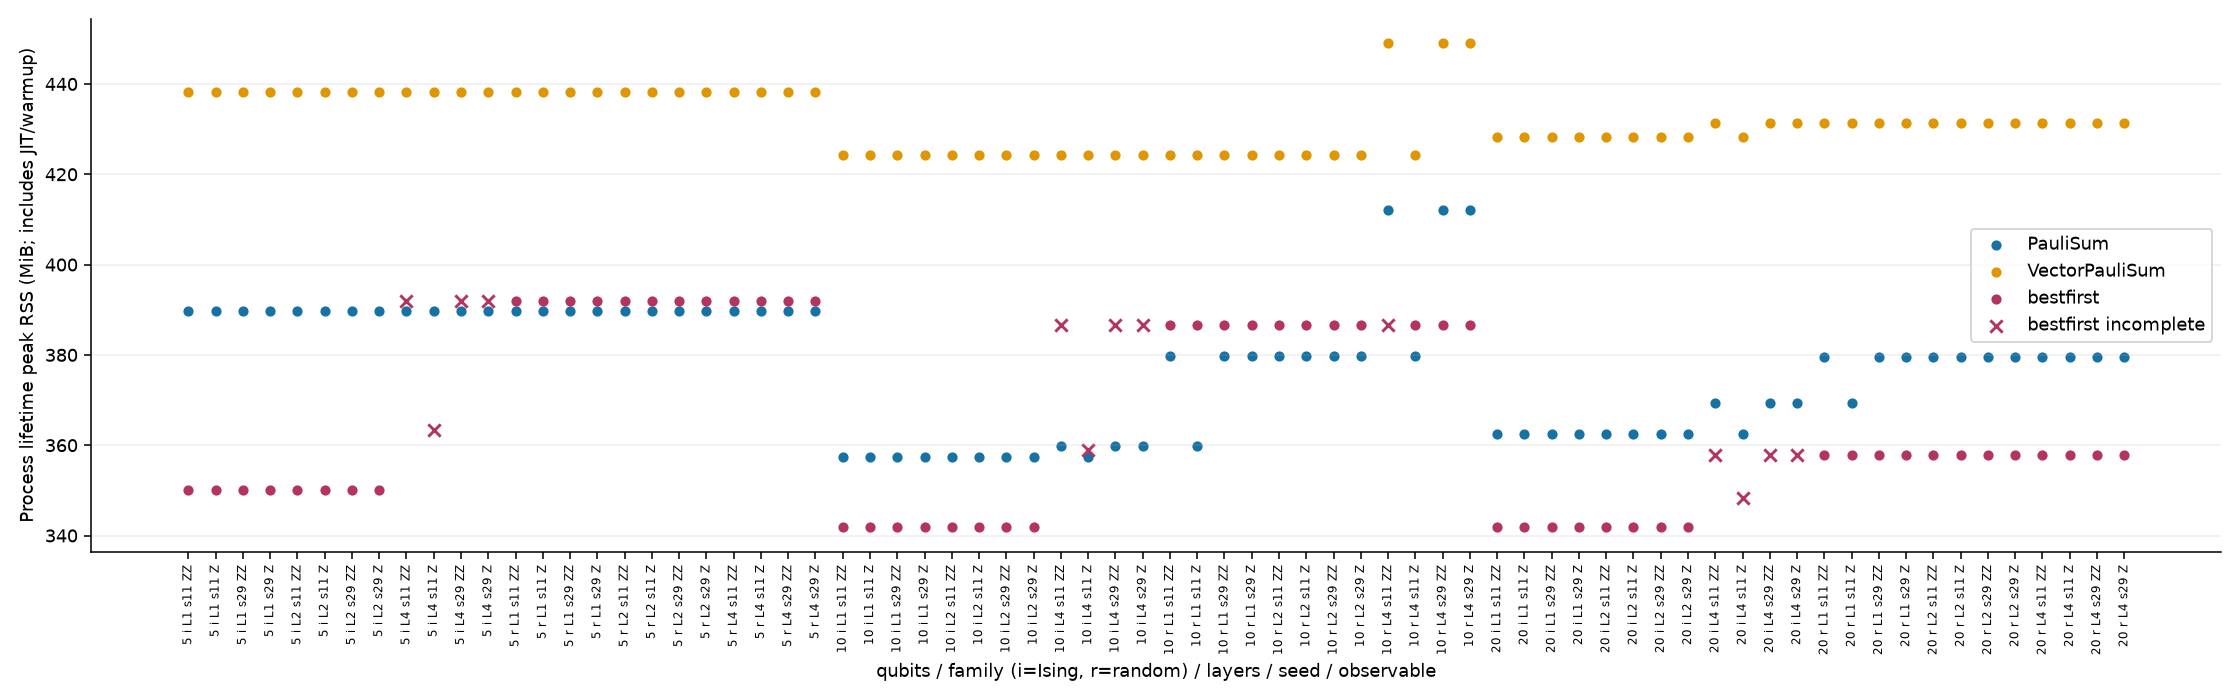 Process lifetime peak RSS (MiB; includes JIT/warmup)
440
420
400
380
360
340
PauliSum
VectorPauliSum
bestfirst
bestfirst incomplete
5 i L1 s11 ZZ
5 i L1 s11 Z
5 i L1 s29 ZZ
5 i L1 s29 Z
5 i L2 s11 ZZ
5 i L2 s11 Z
5 i L2 s29 ZZ
5 i L2 s29 Z
5 i L4 s11 ZZ
5 i L4 s11 Z
5 i L4 s29 ZZ
5 i L4 s29 Z
5 r L1 s11 ZZ
5 r L1 s11 Z
5 r L1 s29 ZZ
5 r L1 s29 Z
5 r L2 s11 ZZ
5 r L2 s11 Z
5 r L2 s29 ZZ
5 r L2 s29 Z
5 r L4 s11 ZZ
5 r L4 s11 Z
5 r L4 s29 ZZ
5 r L4 s29 Z
10 i L1 s11 ZZ
10 i L1 s11 Z
10 i L1 s29 ZZ
10 i L1 s29 Z
10 i L2 s11 ZZ
10 i L2 s11 Z
10 i L2 s29 ZZ
10 i L2 s29 Z
10 i L4 s11 ZZ
10 i L4 s11 Z
10 i L4 s29 ZZ
10 i L4 s29 Z
10 r L1 s11 ZZ
10 r L1 s11 Z
10 r L1 s29 ZZ
10 r L1 s29 Z
10 r L2 s11 ZZ
10 r L2 s11 Z
10 r L2 s29 ZZ
10 r L2 s29 Z
10 r L4 s11 ZZ
10 r L4 s11 Z
10 r L4 s29 ZZ
10 r L4 s29 Z
20 i L1 s11 ZZ
20 i L1 s11 Z
20 i L1 s29 ZZ
20 i L1 s29 Z
20 i L2 s11 ZZ
20 i L2 s11 Z
20 i L2 s29 ZZ
20 i L2 s29 Z
20 i L4 s11 ZZ
20 i L4 s11 Z
20 i L4 s29 ZZ
20 i L4 s29 Z
20 r L1 s11 ZZ
20 r L1 s11 Z
20 r L1 s29 ZZ
20 r L1 s29 Z
20 r L2 s11 ZZ
20 r L2 s11 Z
20 r L2 s29 ZZ
20 r L2 s29 Z
20 r L4 s11 ZZ
20 r L4 s11 Z
20 r L4 s29 ZZ
20 r L4 s29 Z
qubits / family (i=Ising, r=random) / layers / seed / observable